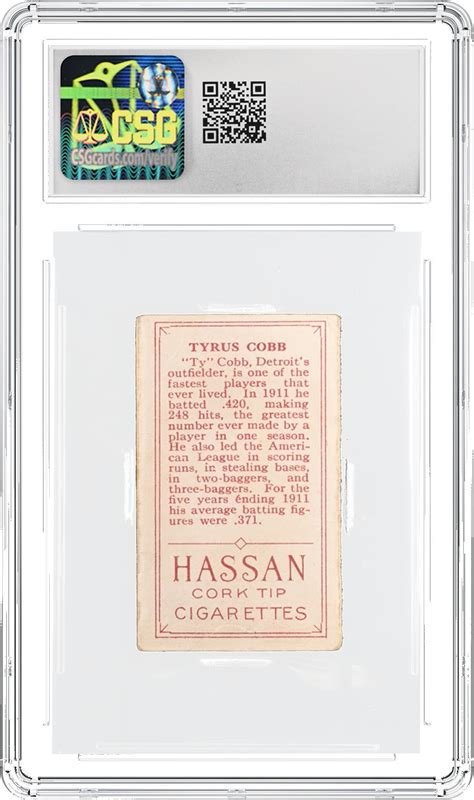 CSG
CSGcards.com/verify
TYRUS COBB
"Ty" Cobb, Detroit's
outfielder, is one of the
fastest players that
ever lived. In 1911 he
batted .420, making
248 hits, the greatest
number ever made by a
player in one season.
He also led the Ameri-
can League in scoring
runs, in stealing bases,
in two-baggers, and
three-baggers. For the
five years ending 1911
his average batting fig-
ures were .371.
HASSAN
CORK TIP
CIGARETTES